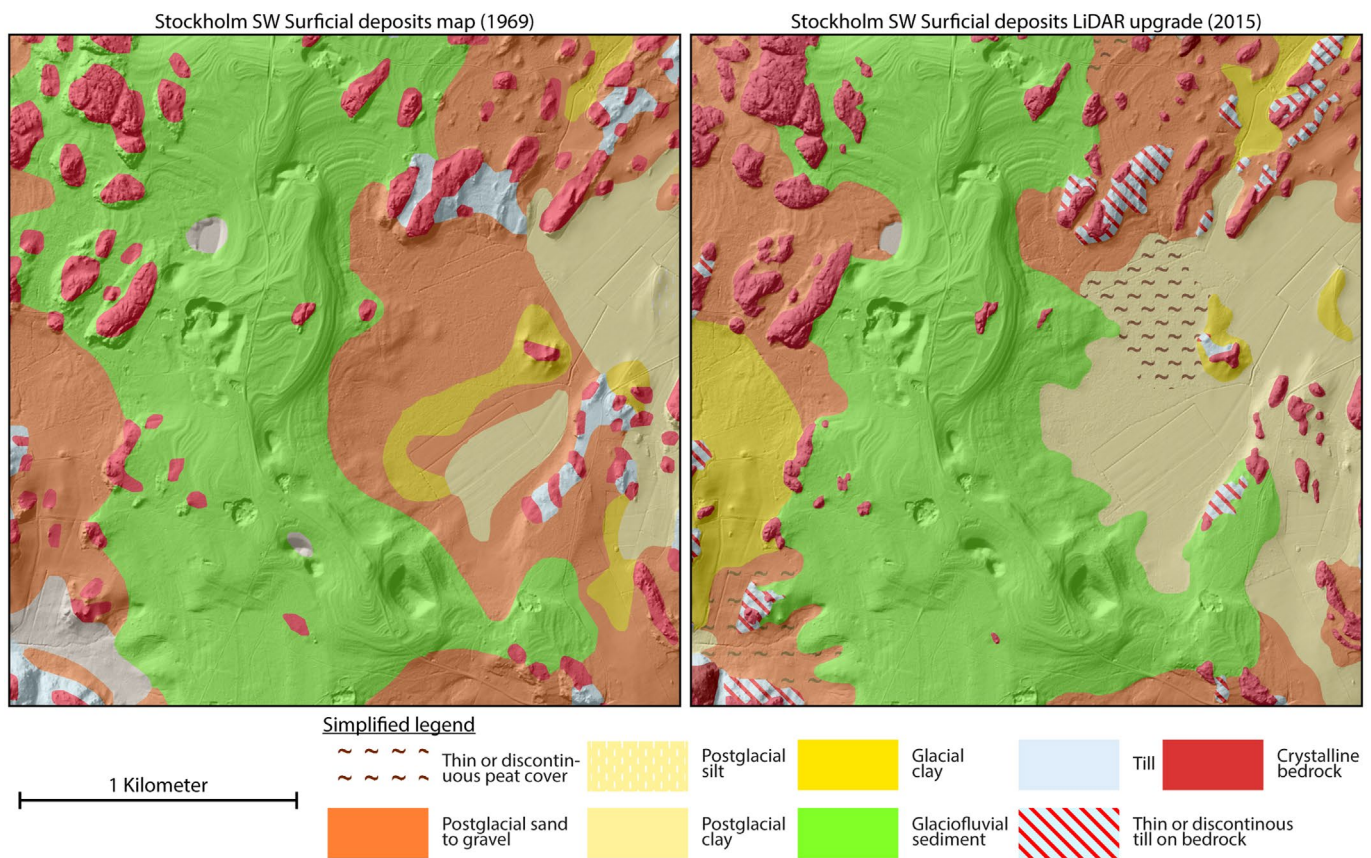 Stockholm SW Surficial deposits map (1969)
Stockholm SW Surficial deposits LiDAR upgrade (2015)
Simplified legend
Thin or discontin-
uous peat cover
Postglacial
silt
Glacial
clay
Till
Crystalline
bedrock
1 Kilometer
Postglacial sand
to gravel
Postglacial
clay
Glaciofluvial
sediment
Thin or discontinous
till on bedrock